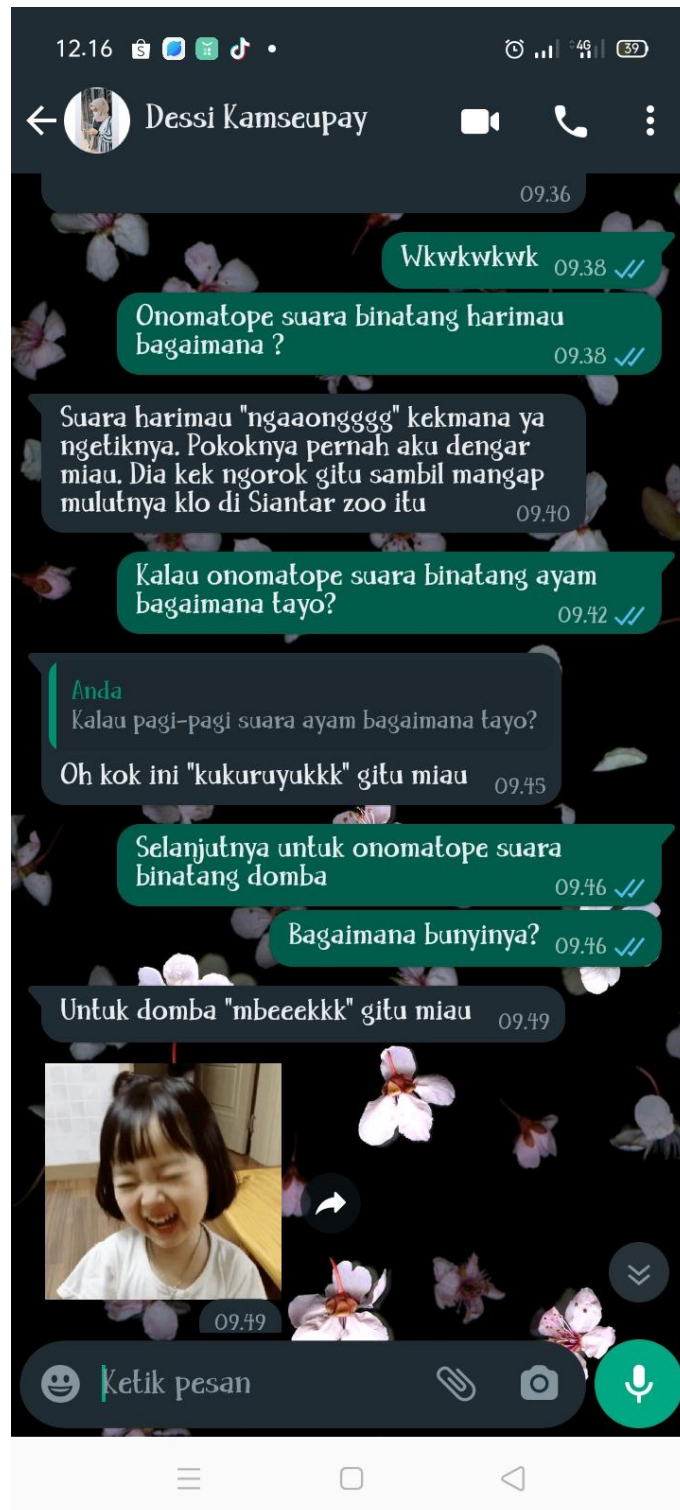 12.16
4G
39
Dessi Kamseupay
09.36
Wkwkwkwk 09.38
Onomatope suara binatang harimau
bagaimana ? 09.38
Suara harimau "ngaaongggg" kekmana ya
ngetiknya. Pokoknya pernah aku dengar
miau. Dia kek ngorok gitu sambil mangap
mulutnya klo di Siantar zoo itu 09.40
Kalau onomatope suara binatang ayam
bagaimana tayo? 09.42
Anda
Kalau pagi-pagi suara ayam bagaimana tayo?
Oh kok ini "kukuruyukkk" gitu miau 09.45
Selanjutnya untuk onomatope suara
binatang domba 09.46
Bagaimana bunyinya? 09.46
Untuk domba "mbeeekkk" gitu miau 09.49
09.49
Ketik pesan